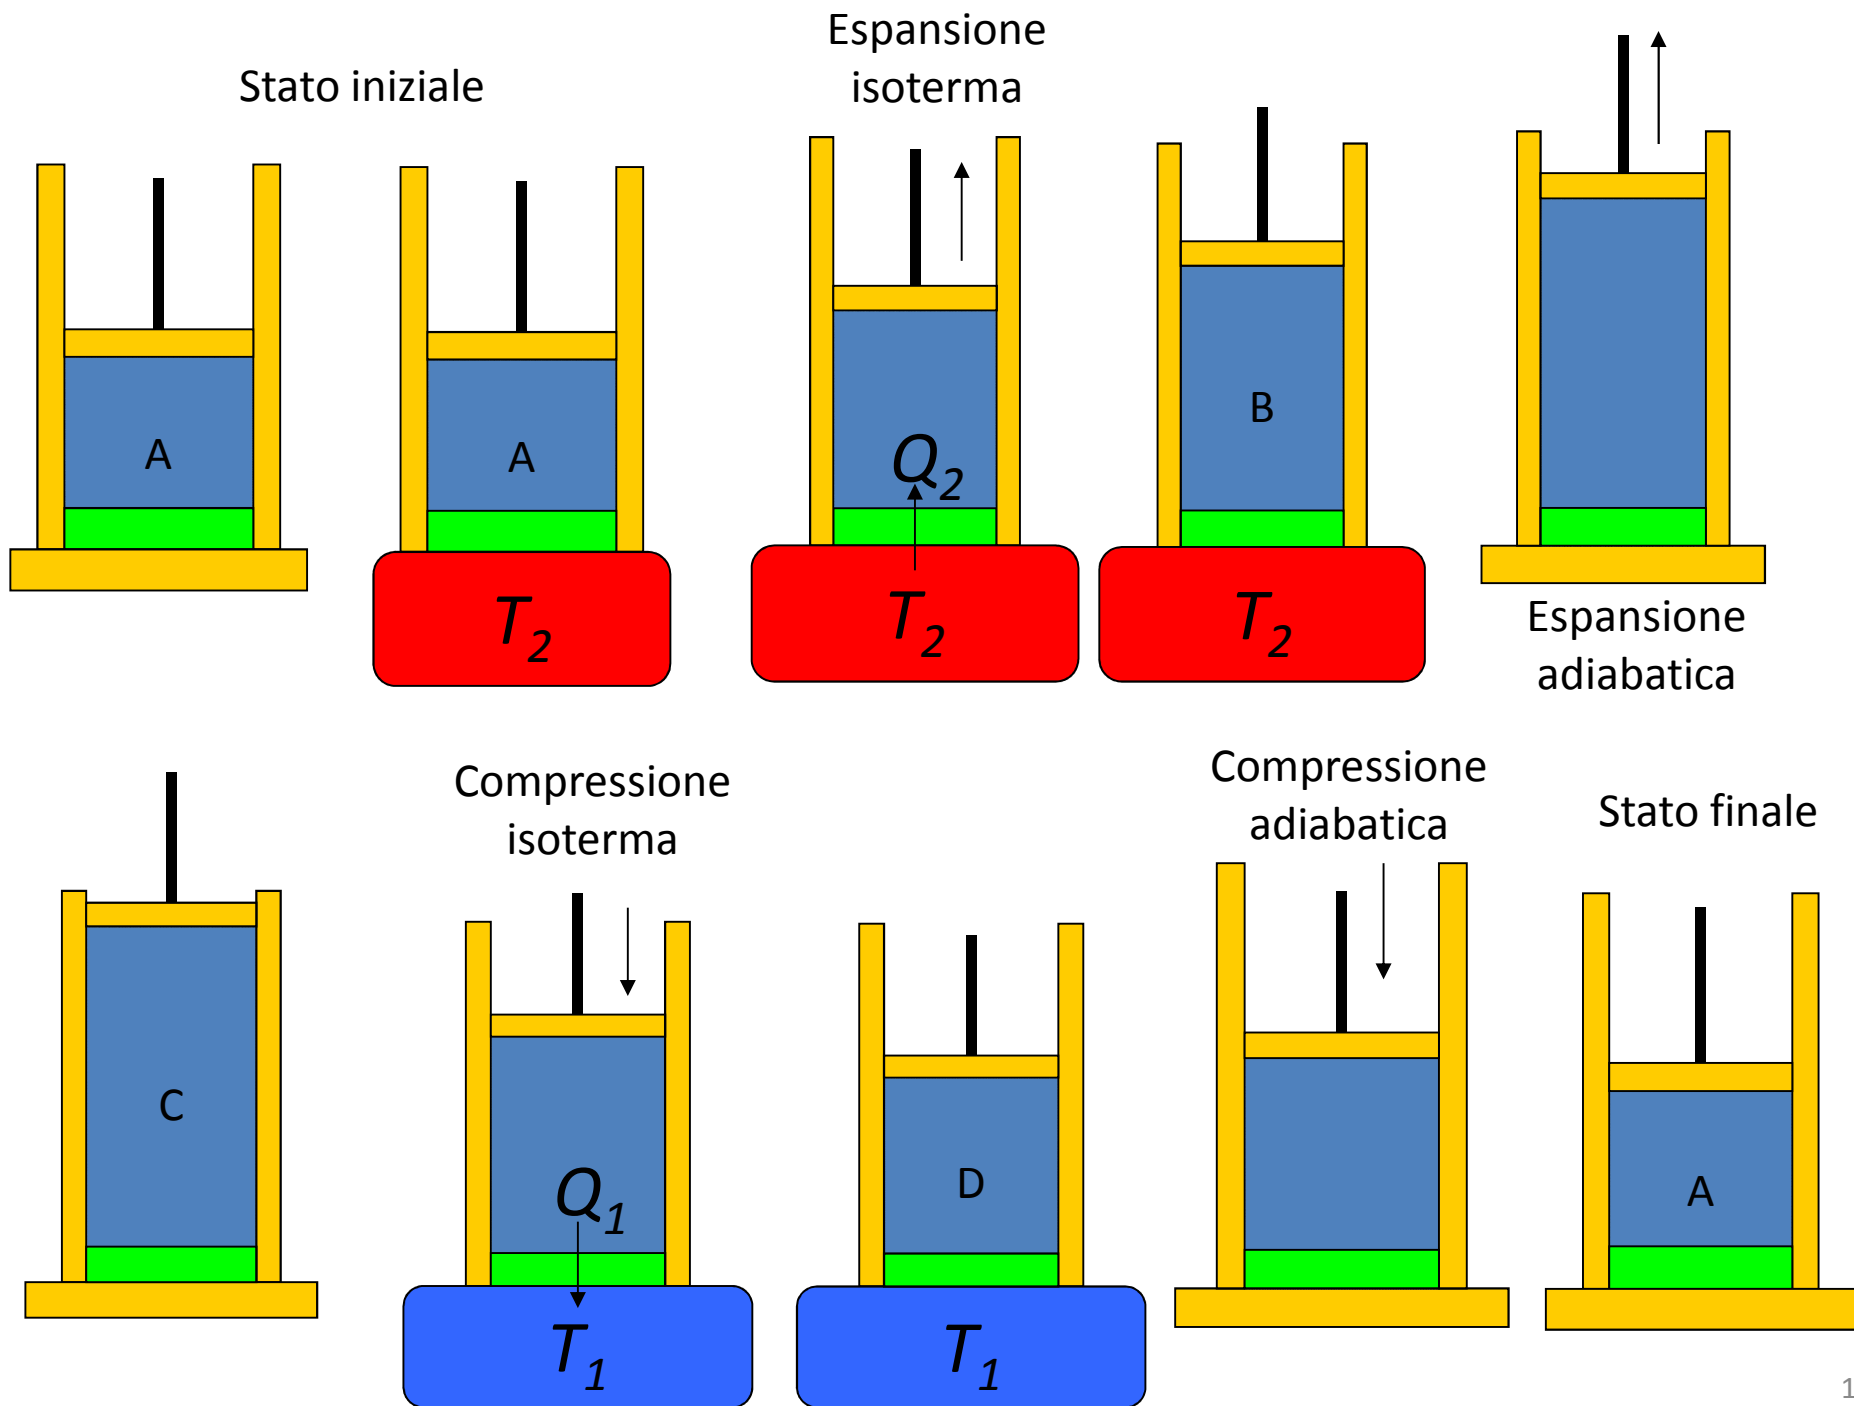 Stato iniziale
Espansione
isoterma
A
A
Q2
B
T2
T2
T2
Espansione
adiabatica
Compressione
isoterma
Compressione
adiabatica
Stato finale
C
Q1
D
A
T1
T1
1